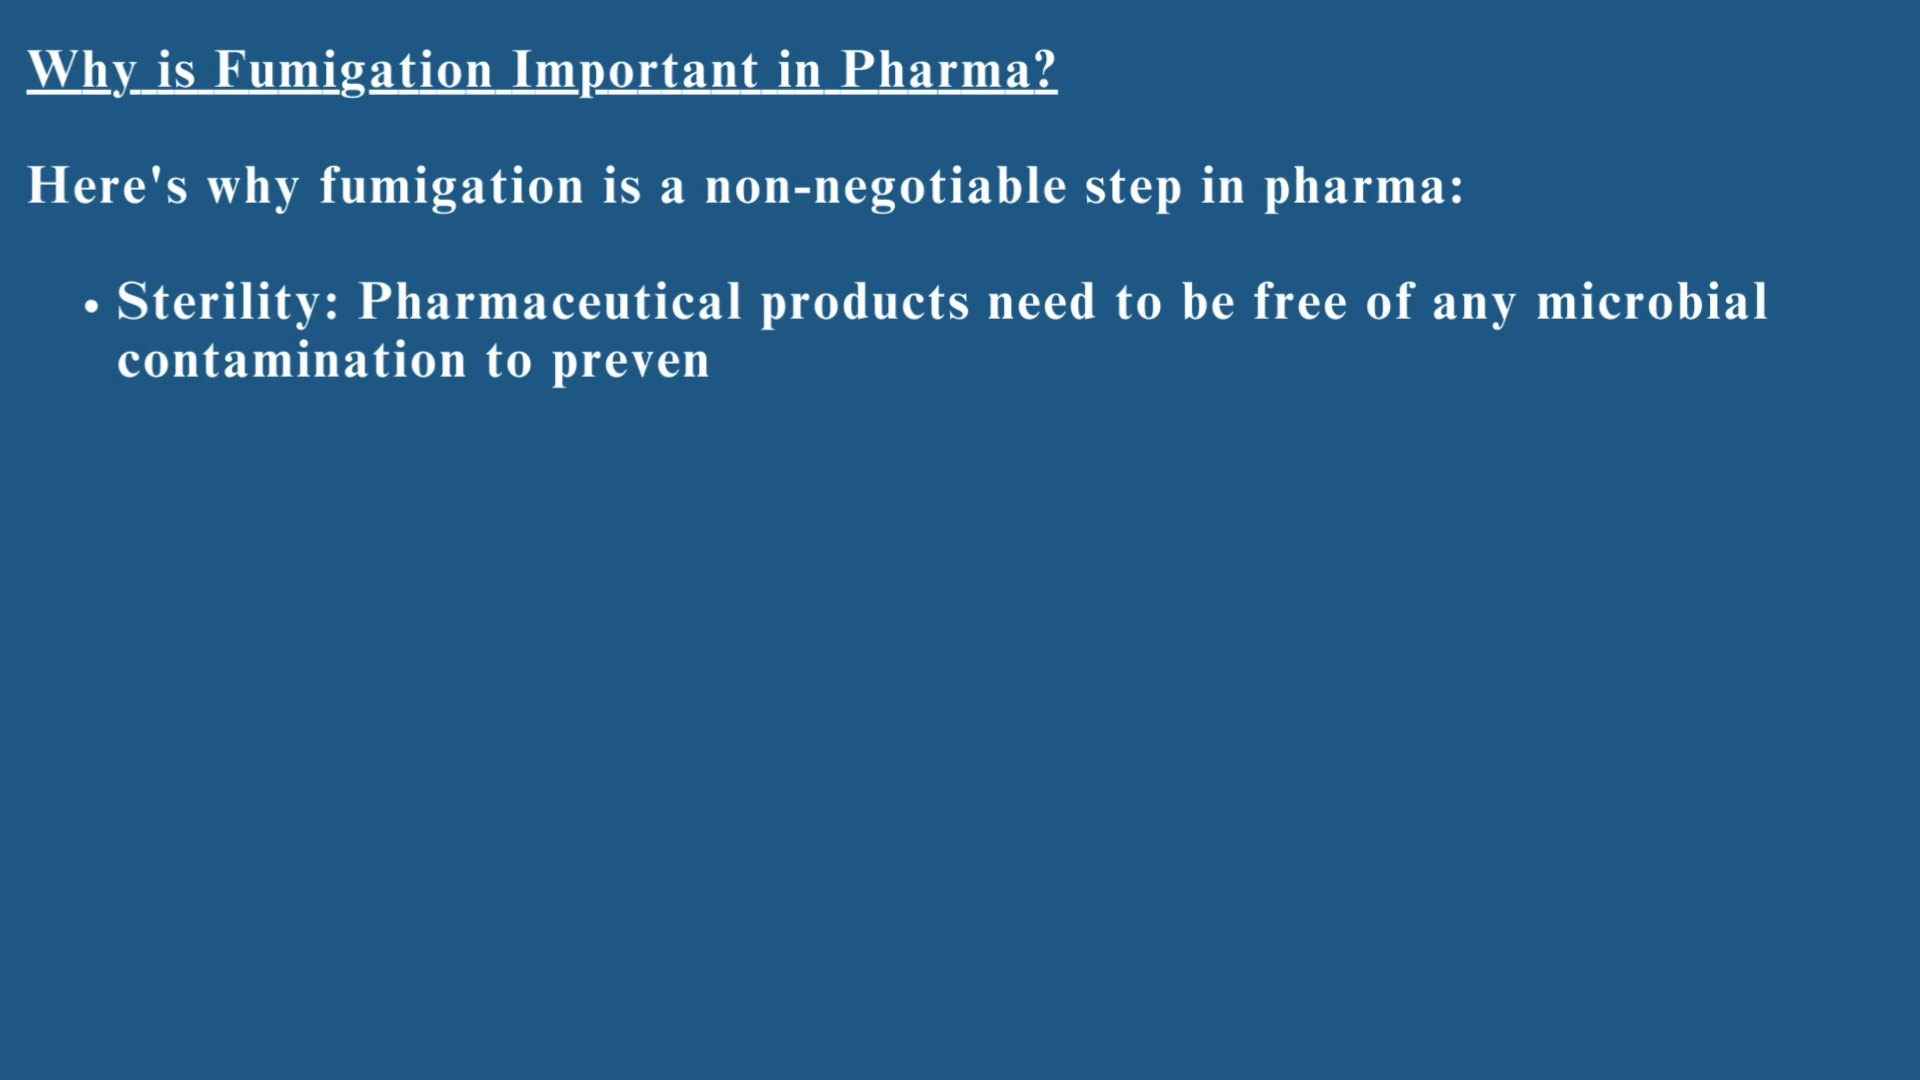 Why is Fumigation Important in Pharma?
Here's why fumigation is a non-negotiable step in pharma:
• Sterility: Pharmaceutical products need to be free of any microbial
contamination to preven